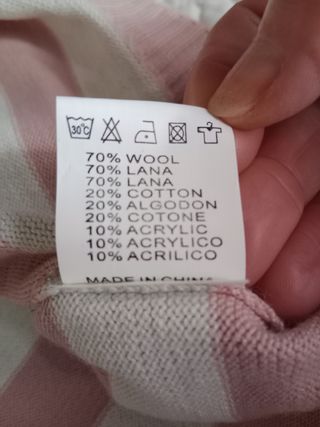 30°C
70% WOOL
70% LANA
70% LANA
20% COTTON
20% ALGODON
20% COTONE
10% ACRYLIC
10% ACRYLICO
10% ACRILICO
MADE IN CHINA